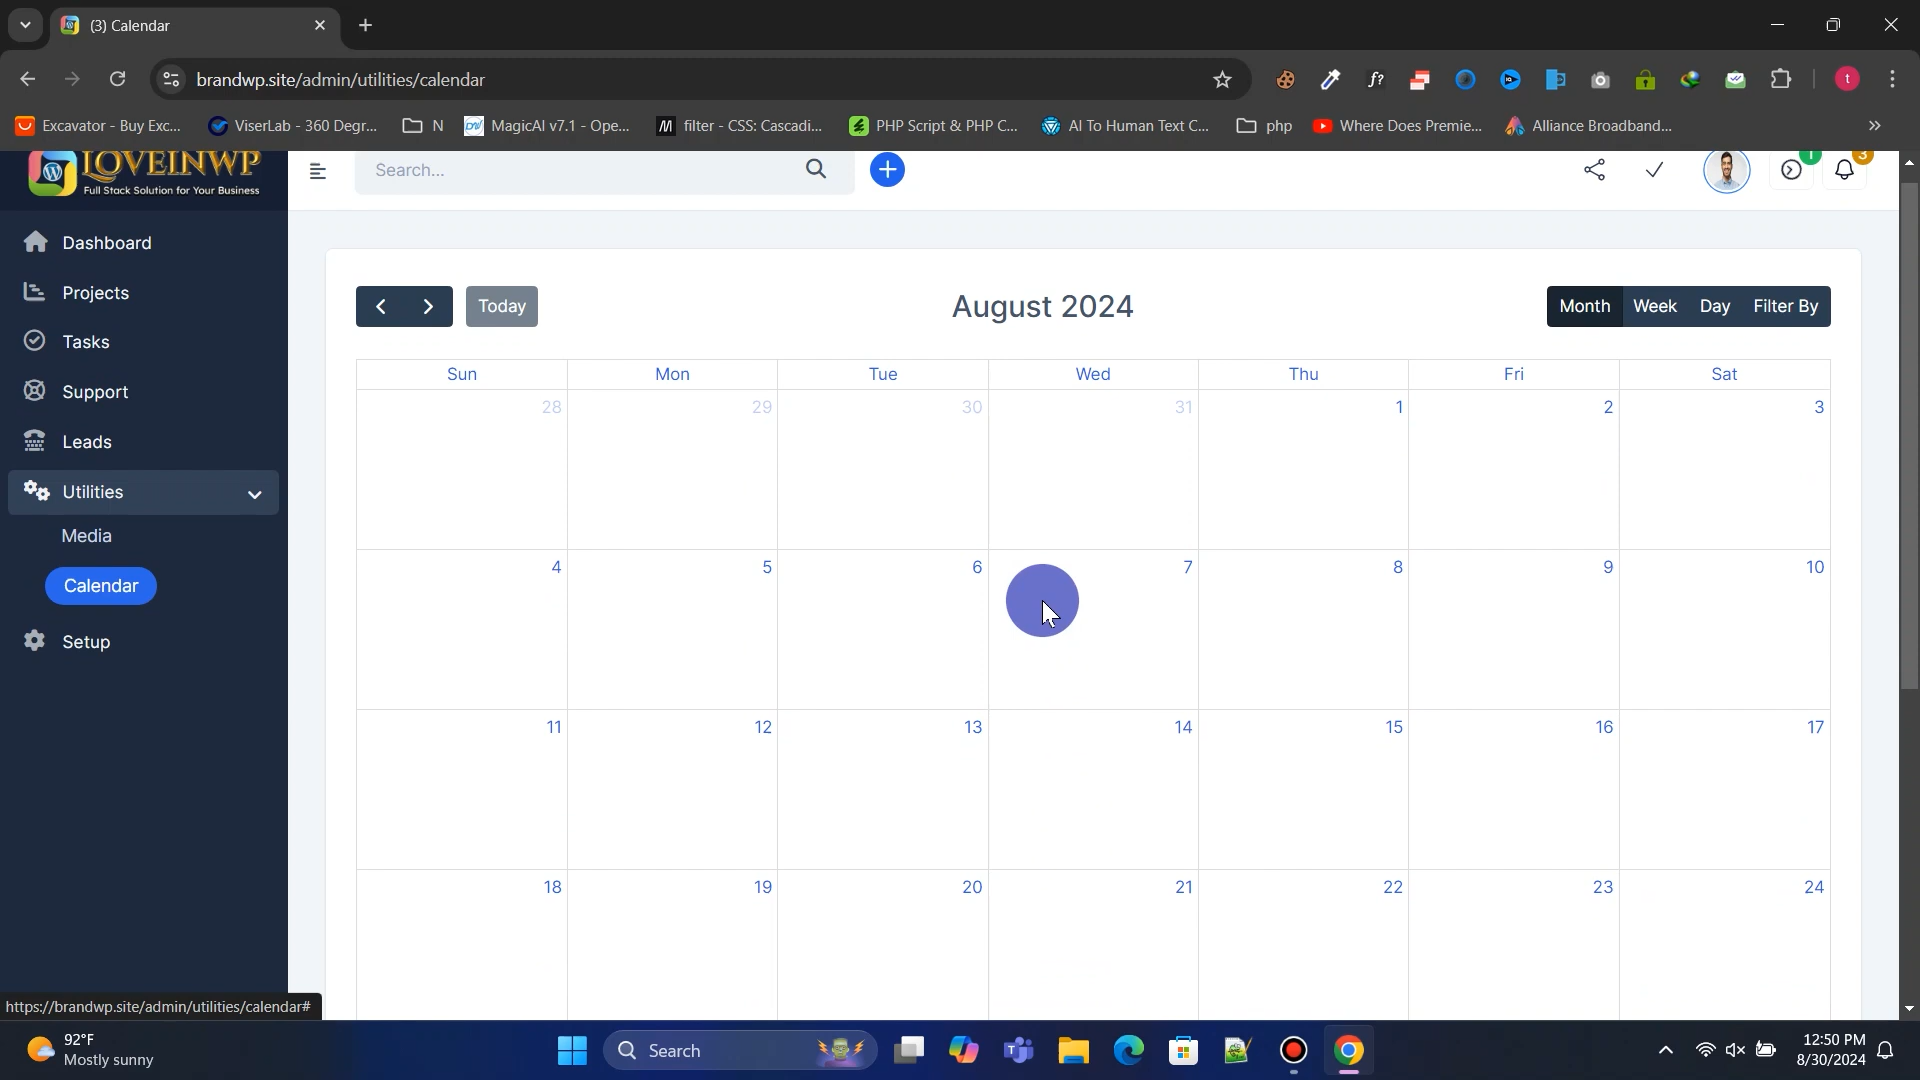 (3) Calendar
brandwp.site/admin/utilities/calendar
Excavator - Buy Exc...
ViserLab - 360 Degr...
N
MagicAI v7.1 - Ope...
filter - CSS: Cascadi...
PHP Script & PHP C...
AI To Human Text C...
php
Where Does Premie...
Alliance Broadband...
LOVEINWP
Full Stack Solution for Your Business
Search...
1
3
Dashboard
Projects
Tasks
Support
Leads
Utilities
Media
Calendar
Setup
Today
August 2024
Month Week Day Filter By
Sun Mon Tue Wed Thu Fri Sat
28 29 30 31 1 2 3
4 5 6 7 8 9 10
11 12 13 14 15 16 17
18 19 20 21 22 23 24
https://brandwp.site/admin/utilities/calendar#
92°F
Mostly sunny
Search
12:50 PM
8/30/2024